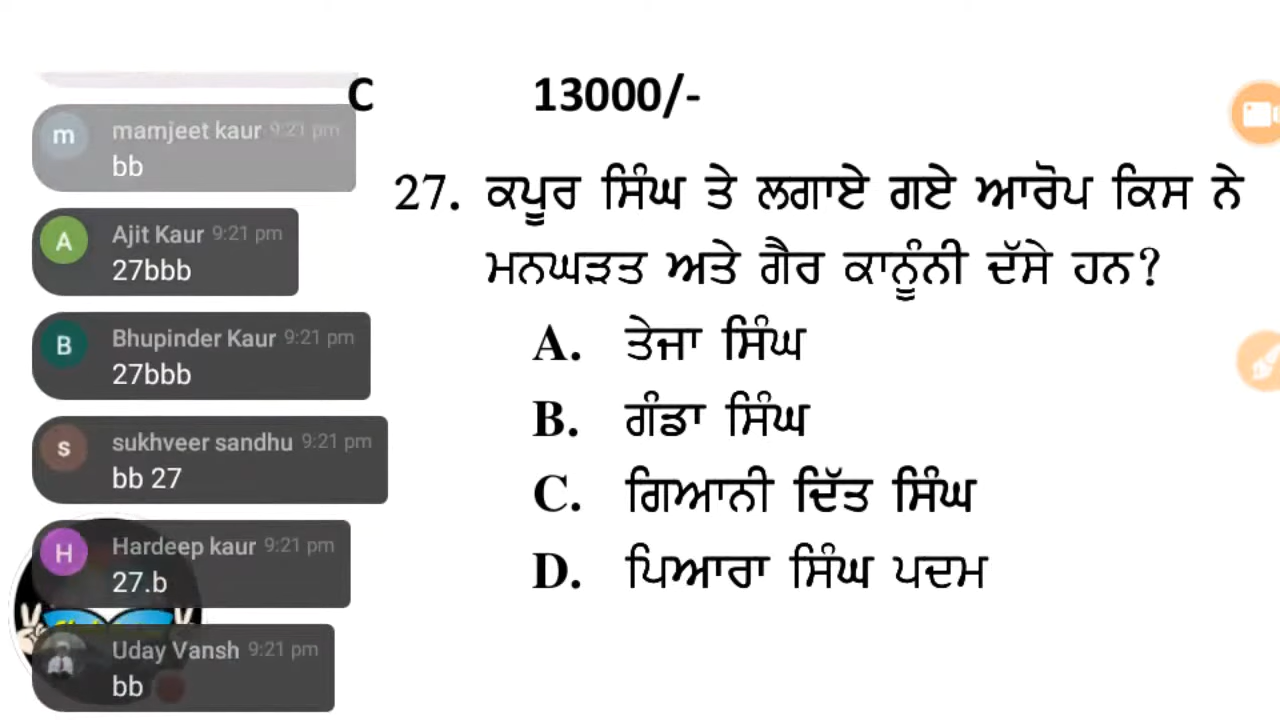 C 13000/-
m mamjeet kaur 9:21 pm
bb
A Ajit Kaur 9:21 pm
27bbb
B Bhupinder Kaur 9:21 pm
27bbb
s sukhveer sandhu 9:21 pm
bb 27
H Hardeep kaur 9:21 pm
27.b
Uday Vansh 9:21 pm
bb
27. ਕਪੂਰ ਸਿੰਘ ਤੇ ਲਗਾਏ ਗਏ ਆਰੋਪ ਕਿਸ ਨੇ
ਮਨਘੜਤ ਅਤੇ ਗੈਰ ਕਾਨੂੰਨੀ ਦੱਸੇ ਹਨ?
A. ਤੇਜਾ ਸਿੰਘ
B. ਗੰਡਾ ਸਿੰਘ
C. ਗਿਆਨੀ ਦਿੱਤ ਸਿੰਘ
D. ਪਿਆਰਾ ਸਿੰਘ ਪਦਮ